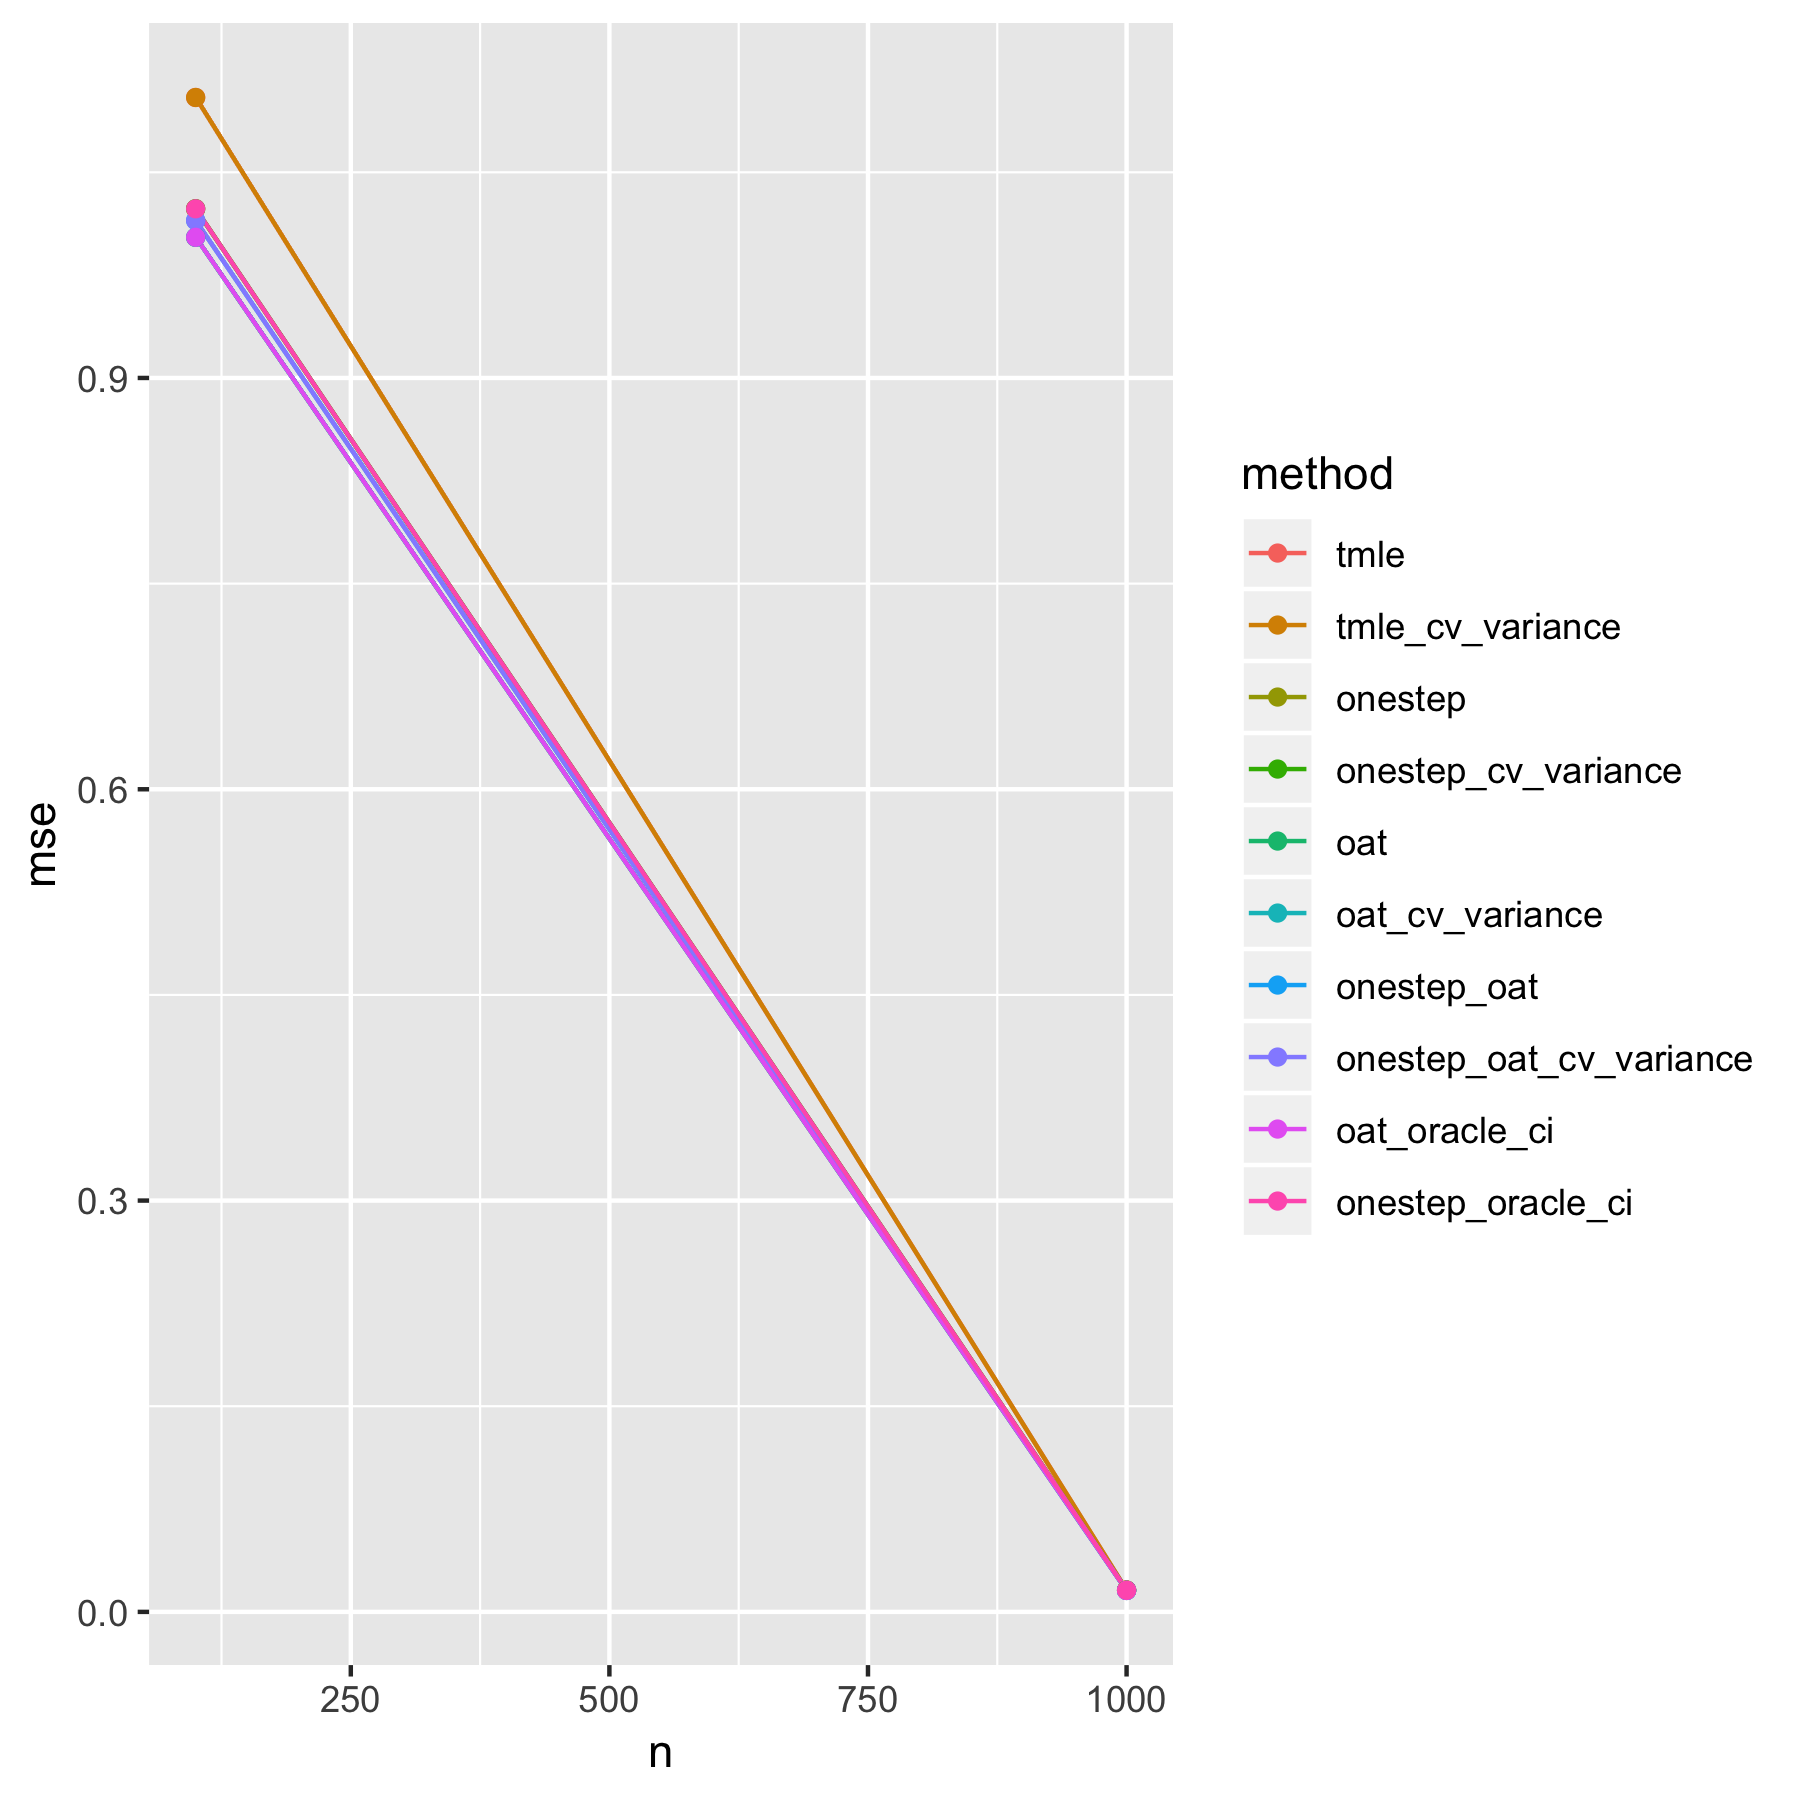 mse
0.9
0.6
0.3
0.0
250 500 750 1000
n
method
tmle
tmle_cv_variance
onestep
onestep_cv_variance
oat
oat_cv_variance
onestep_oat
onestep_oat_cv_variance
oat_oracle_ci
onestep_oracle_ci